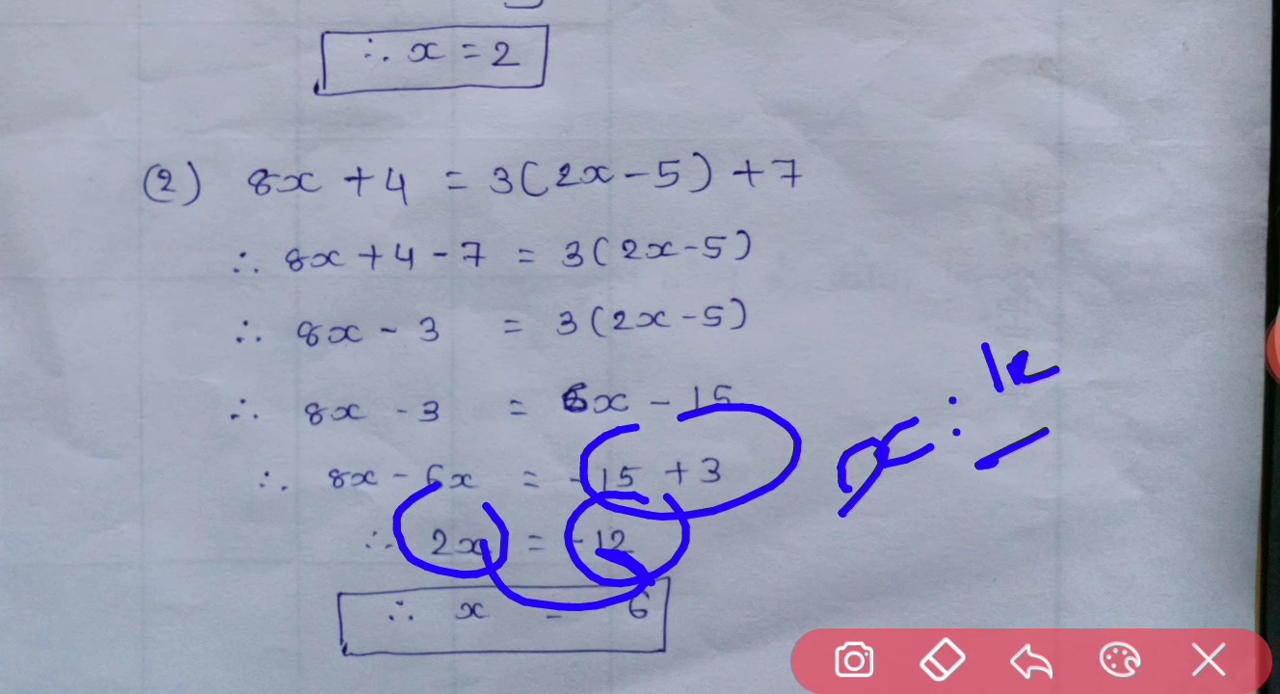 ∴ x = 2
(2) 8x + 4 = 3(2x - 5) + 7
∴ 8x + 4 - 7 = 3(2x - 5)
∴ 8x - 3 = 3(2x - 5)
∴ 8x - 3 = 6x - 15
∴ 8x - 6x = -15 + 3
∴ 2x = -12
∴ x = - 6